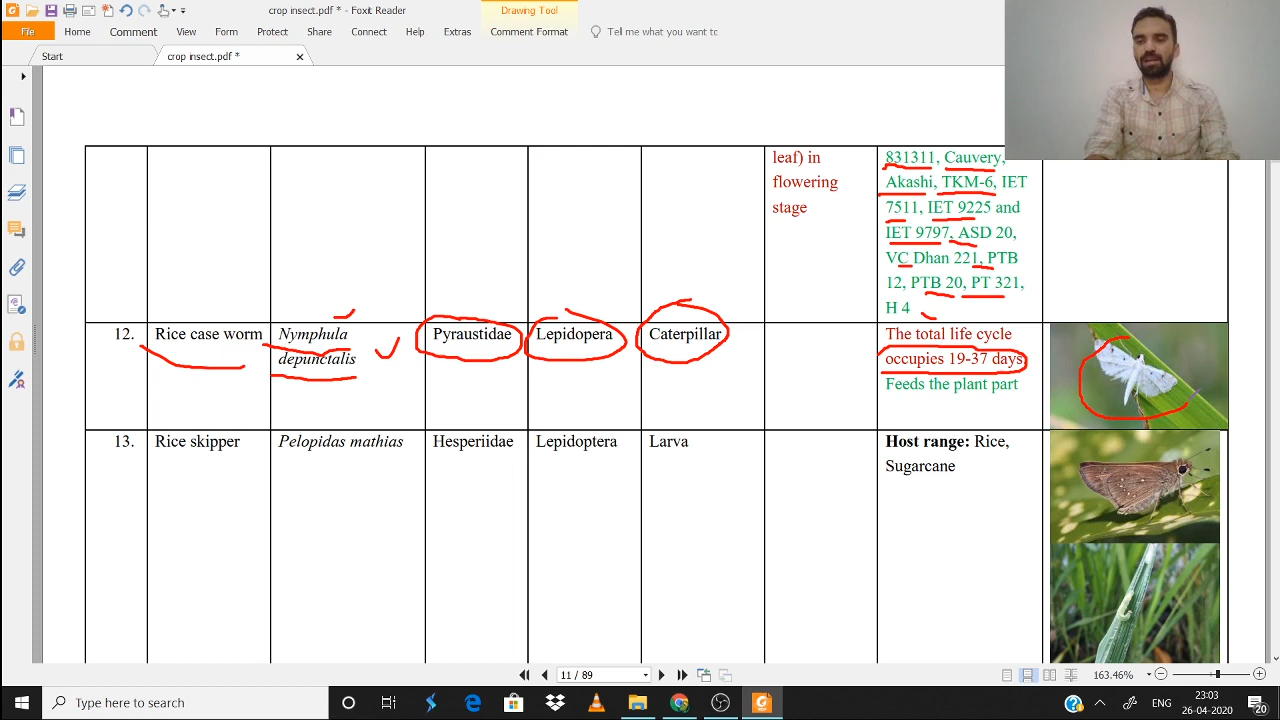 crop insect.pdf * - Foxit Reader
Drawing Tool
File
Home
Comment
View
Form
Protect
Share
Connect
Help
Extras
Comment Format
Tell me what you want to
Start
crop insect.pdf *
leaf) in
flowering
stage
831311, Cauvery,
Akashi, TKM-6, IET
7511, IET 9225 and
IET 9797, ASD 20,
VC Dhan 221, PTB
12, PTB 20, PT 321,
H 4
12.
Rice case worm
Nymphula
depunctalis
Pyraustidae
Lepidopera
Caterpillar
The total life cycle
occupies 19-37 days
Feeds the plant part
13.
Rice skipper
Pelopidas mathias
Hesperiidae
Lepidoptera
Larva
Host range: Rice,
Sugarcane
11 / 89
163.46%
Type here to search
ENG
23:03
26-04-2020
20